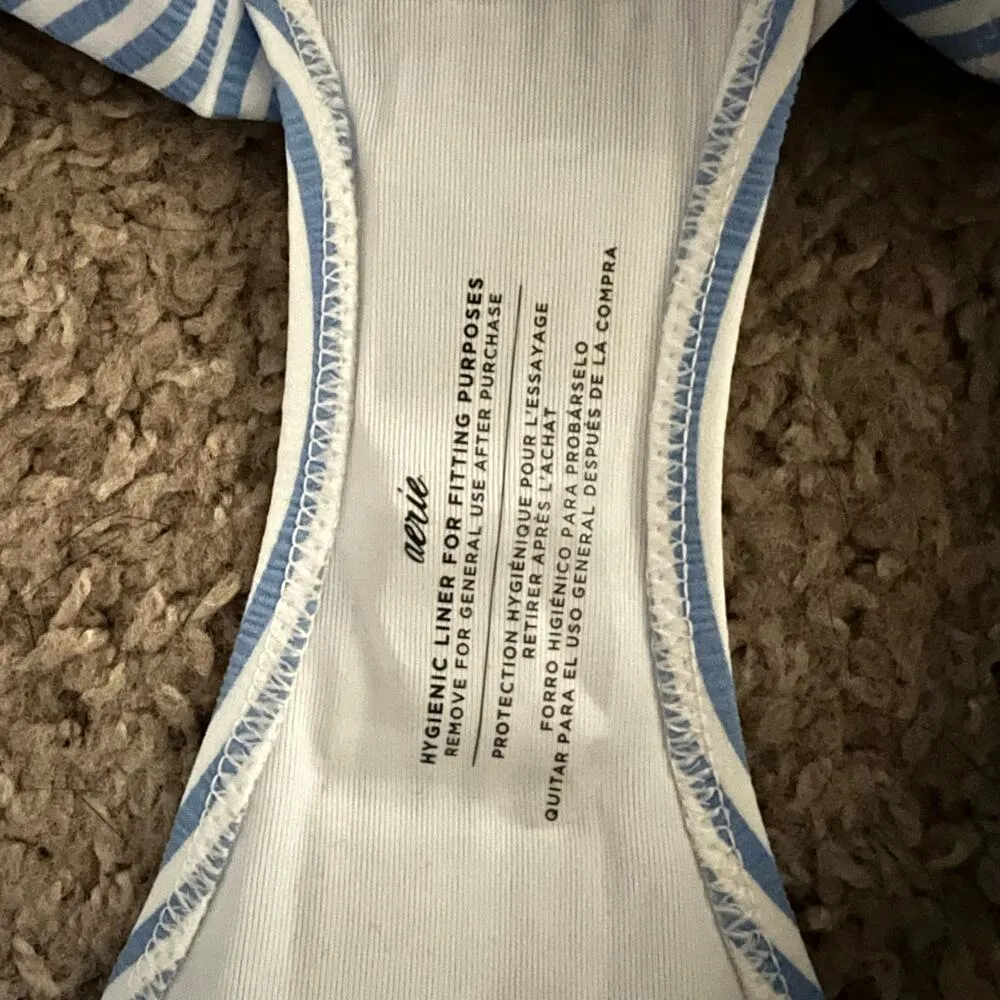 aerie
HYGIENIC LINER FOR FITTING PURPOSES
REMOVE FOR GENERAL USE AFTER PURCHASE
PROTECTION HYGIÉNIQUE POUR L'ESSAYAGE
RETIRER APRÈS L'ACHAT
FORRO HIGIÉNICO PARA PROBÁRSELO
QUITAR PARA EL USO GENERAL DESPUÉS DE LA COMPRA